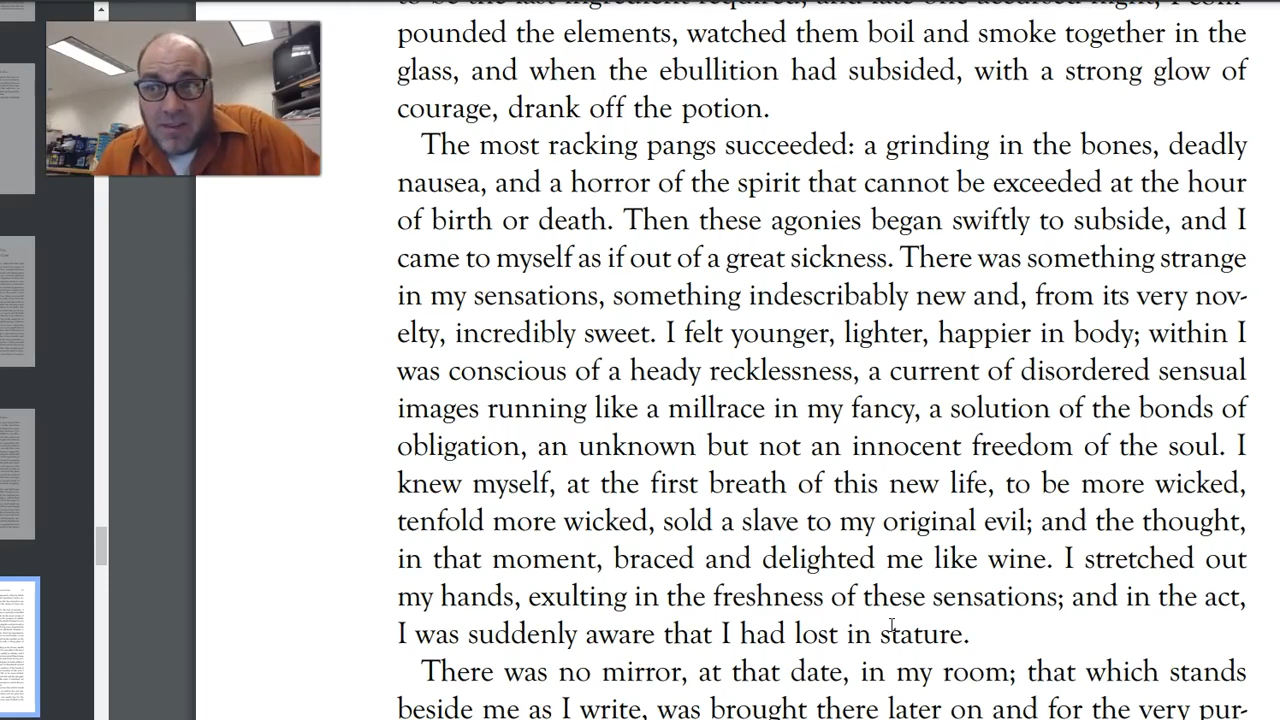 pounded the elements, watched them boil and smoke together in the
glass, and when the ebullition had subsided, with a strong glow of
courage, drank off the potion.
The most racking pangs succeeded: a grinding in the bones, deadly
nausea, and a horror of the spirit that cannot be exceeded at the hour
of birth or death. Then these agonies began swiftly to subside, and I
came to myself as if out of a great sickness. There was something strange
in my sensations, something indescribably new and, from its very nov-
elty, incredibly sweet. I felt younger, lighter, happier in body; within I
was conscious of a heady recklessness, a current of disordered sensual
images running like a millrace in my fancy, a solution of the bonds of
obligation, an unknown but not an innocent freedom of the soul. I
knew myself, at the first breath of this new life, to be more wicked,
tenfold more wicked, sold a slave to my original evil; and the thought,
in that moment, braced and delighted me like wine. I stretched out
my hands, exulting in the freshness of these sensations; and in the act,
I was suddenly aware that I had lost in stature.
There was no mirror, at that date, in my room; that which stands
beside me as I write, was brought there later on and for the very pur-